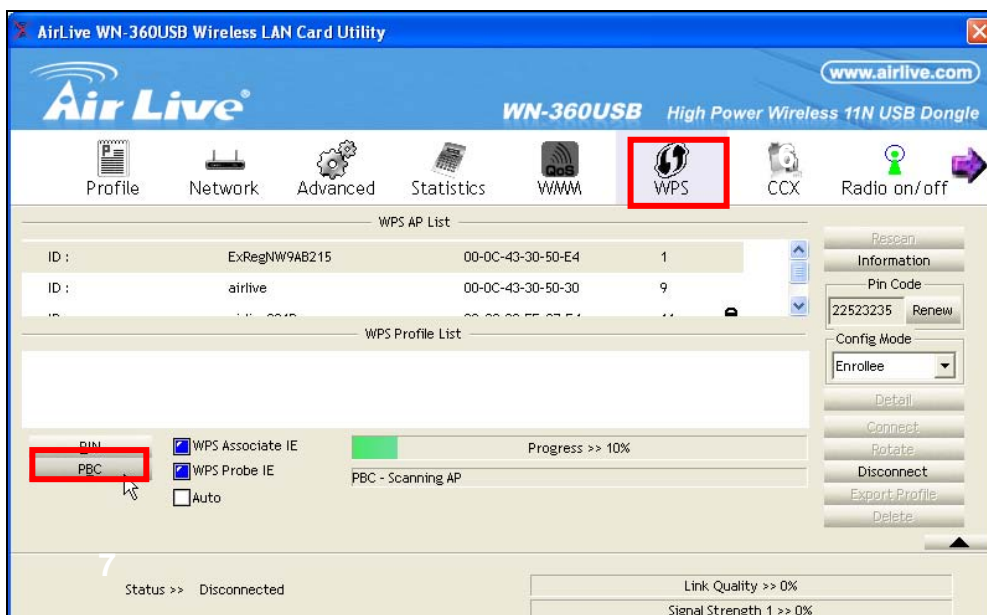 AirLive WN-360USB Wireless LAN Card Utility
www.airlive.com
Air Live®
WN-360USB High Power Wireless 11N USB Dongle
Profile Network Advanced Statistics WMM WPS CCX Radio on/off
QoS
WPS AP List
ID : ExRegNW9AB215 00-0C-43-30-50-E4 1
ID : airlive 00-0C-43-30-50-30 9
WPS Profile List
Rescan
Information
Pin Code
22523235 Renew
Config Mode
Enrollee
Detail
Connect
Rotate
Disconnect
Export Profile
Delete
PIN
PBC
WPS Associate IE
WPS Probe IE
Auto
Progress >> 10%
PBC - Scanning AP
7
Status >> Disconnected
Link Quality >> 0%
Signal Strength 1 >> 0%